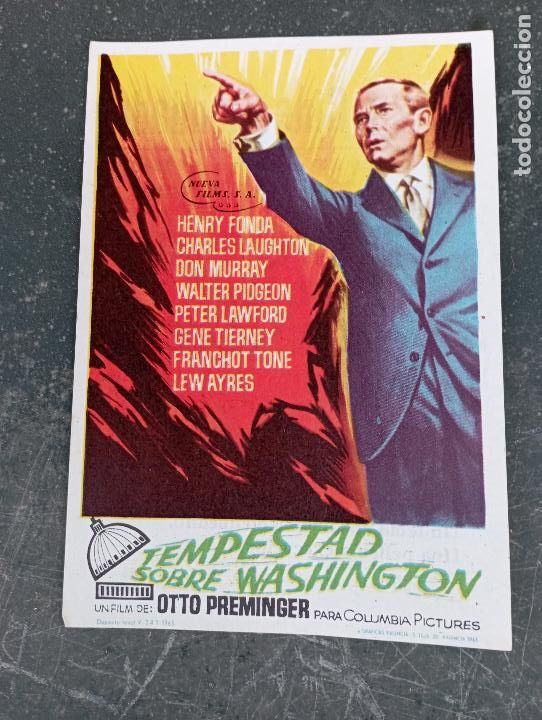 NUEVA
FILMS, S. A.
HENRY FONDA
CHARLES LAUGHTON
DON MURRAY
WALTER PIDGEON
PETER LAWFORD
GENE TIERNEY
FRANCHOT TONE
LEW AYRES
TEMPESTAD
SOBRE WASHINGTON
UN FILM DE: OTTO PREMINGER PARA COLUMBIA PICTURES
todocoleccion